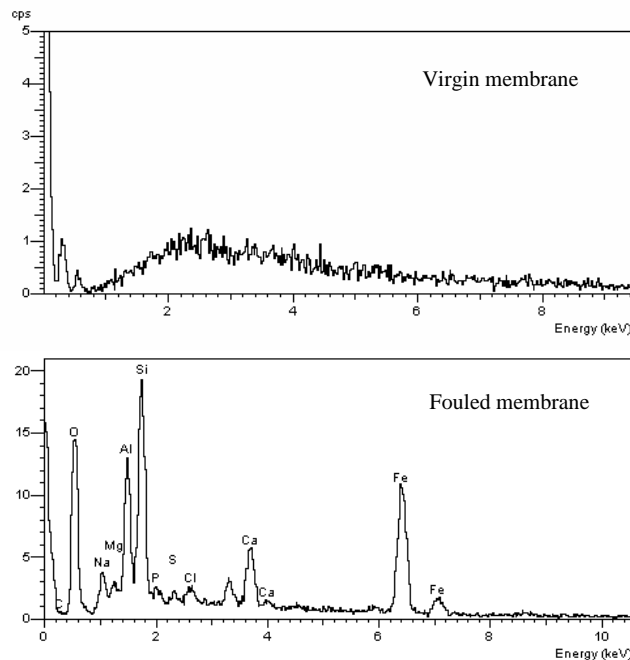 cps
5
Virgin membrane
4
3
2
1
0
2 4 6 8
Energy (keV)
20
Si
Fouled membrane
15
O
Al
Fe
10
Ca
5
Mg
Na
S
P
Cl
Ca
Fe
C
0
0 2 4 6 8 10
Energy (keV)